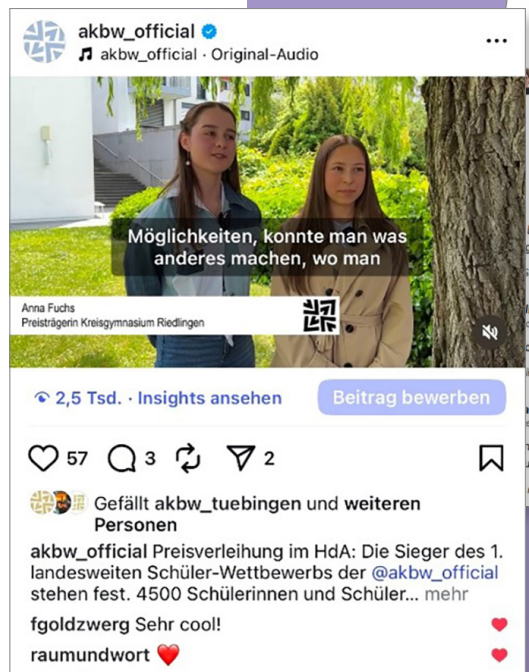 akbw_official
akbw_official · Original-Audio
Möglichkeiten, konnte man was
anderes machen, wo man
Anna Fuchs
Preisträgerin Kreisgymnasium Riedlingen
2,5 Tsd. · Insights ansehen
Beitrag bewerben
57 3 2
Gefällt akbw_tuebingen und weiteren
Personen
akbw_official Preisverleihung im HdA: Die Sieger des 1.
landesweiten Schüler-Wettbewerbs der @akbw_official
stehen fest. 4500 Schülerinnen und Schüler... mehr
fgoldzwerg Sehr cool!
raumundwort ❤️